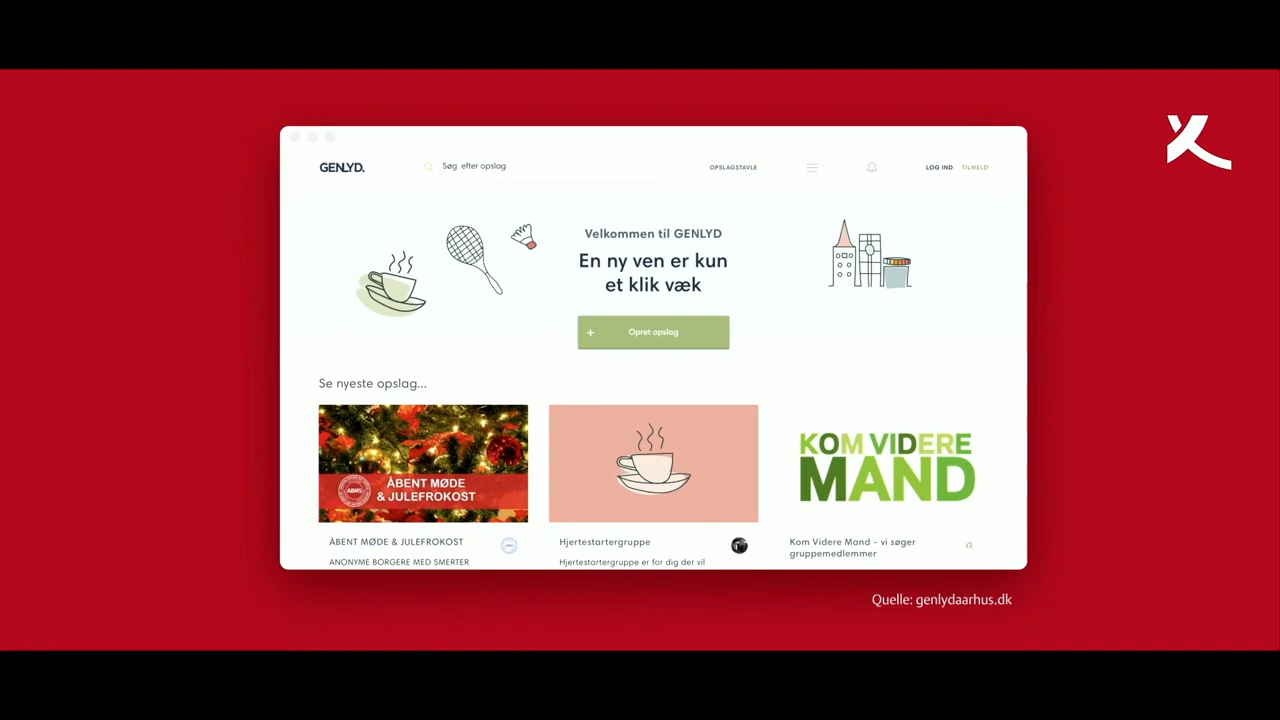 GENLYD.
Søg efter opslag
OPSLAGSTAVLE
LOG IND
TILMELD
Velkommen til GENLYD
En ny ven er kun
et klik væk
+ Opret opslag
Se nyeste opslag...
ABMS
ÅBENT MØDE
& JULEFROKOST
KOM VIDERE
MAND
ÅBENT MØDE & JULEFROKOST
ANONYME BORGERE MED SMERTER
Hjertestartergruppe
Hjertestartergruppe er for dig der vil
Kom Videre Mand - vi søger
gruppemedlemmer
Quelle: genlydaarhus.dk